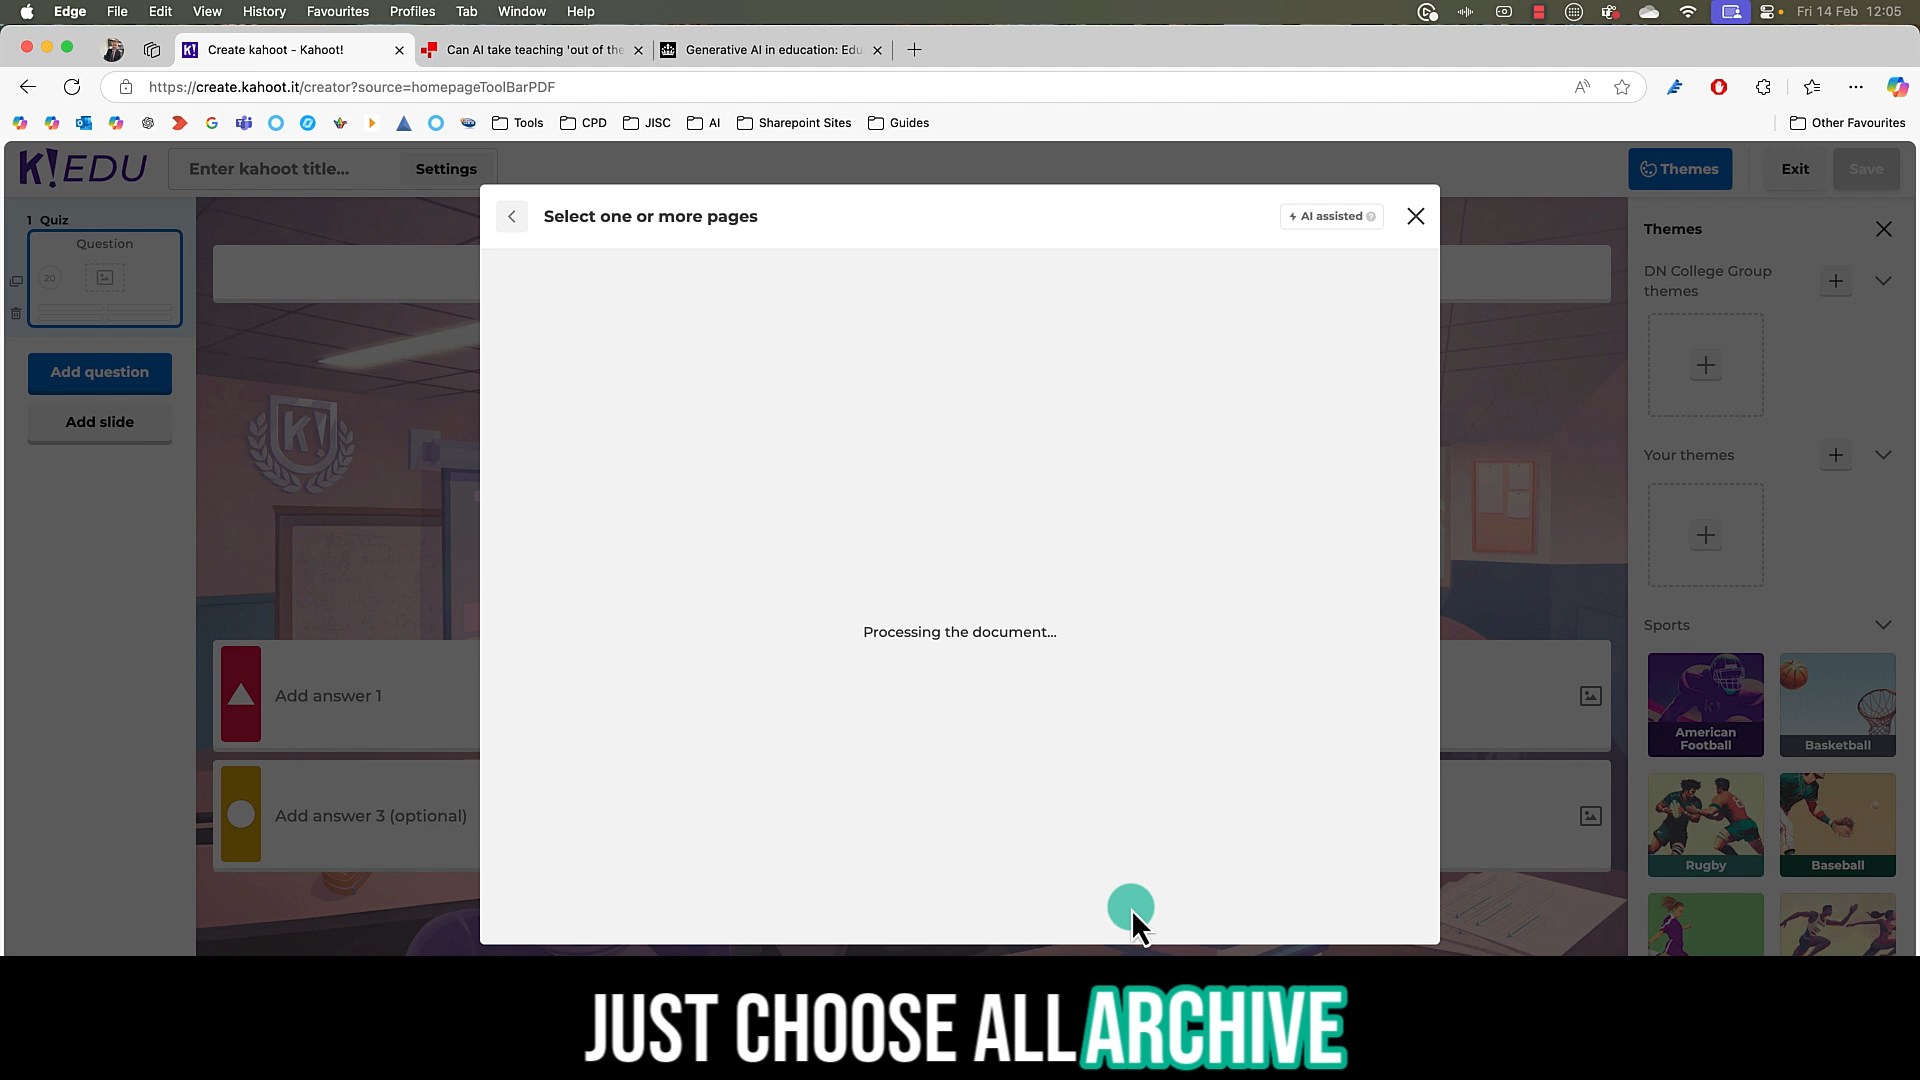 Edge File Edit View History Favourites Profiles Tab Window Help
Fri 14 Feb 12:05
Create kahoot - Kahoot!
Can AI take teaching 'out of the
Generative AI in education: Edu
https://create.kahoot.it/creator?source=homepageToolBarPDF
Tools CPD JISC AI Sharepoint Sites Guides Other Favourites
K!EDU
Enter kahoot title...
Settings
Themes
Exit
Save
Select one or more pages
AI assisted
1 Quiz
Question
20
Add question
Add slide
Themes
DN College Group
themes
Your themes
Sports
American
Football
Basketball
Rugby
Baseball
K!
Processing the document...
Add answer 1
Add answer 3 (optional)
JUST CHOOSE ALL ARCHIVE